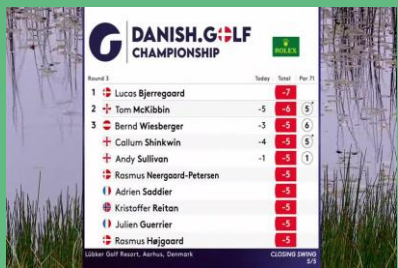 DANISH.GOLF
CHAMPIONSHIP
ROLEX
Round 3 Today Total Par 71
1 Lucas Bjerregaard -7
2 Tom McKibbin -5 -6 5*
3 Bernd Wiesberger -3 -5 6
Callum Shinkwin -4 -5 5*
Andy Sullivan -1 -5 1
Rasmus Neergaard-Petersen -5
Adrien Saddier -5
Kristoffer Reitan -5
Julien Guerrier -5
Rasmus Højgaard -5
Lübker Golf Resort, Aarhus, Denmark CLOSING SWING
5/5